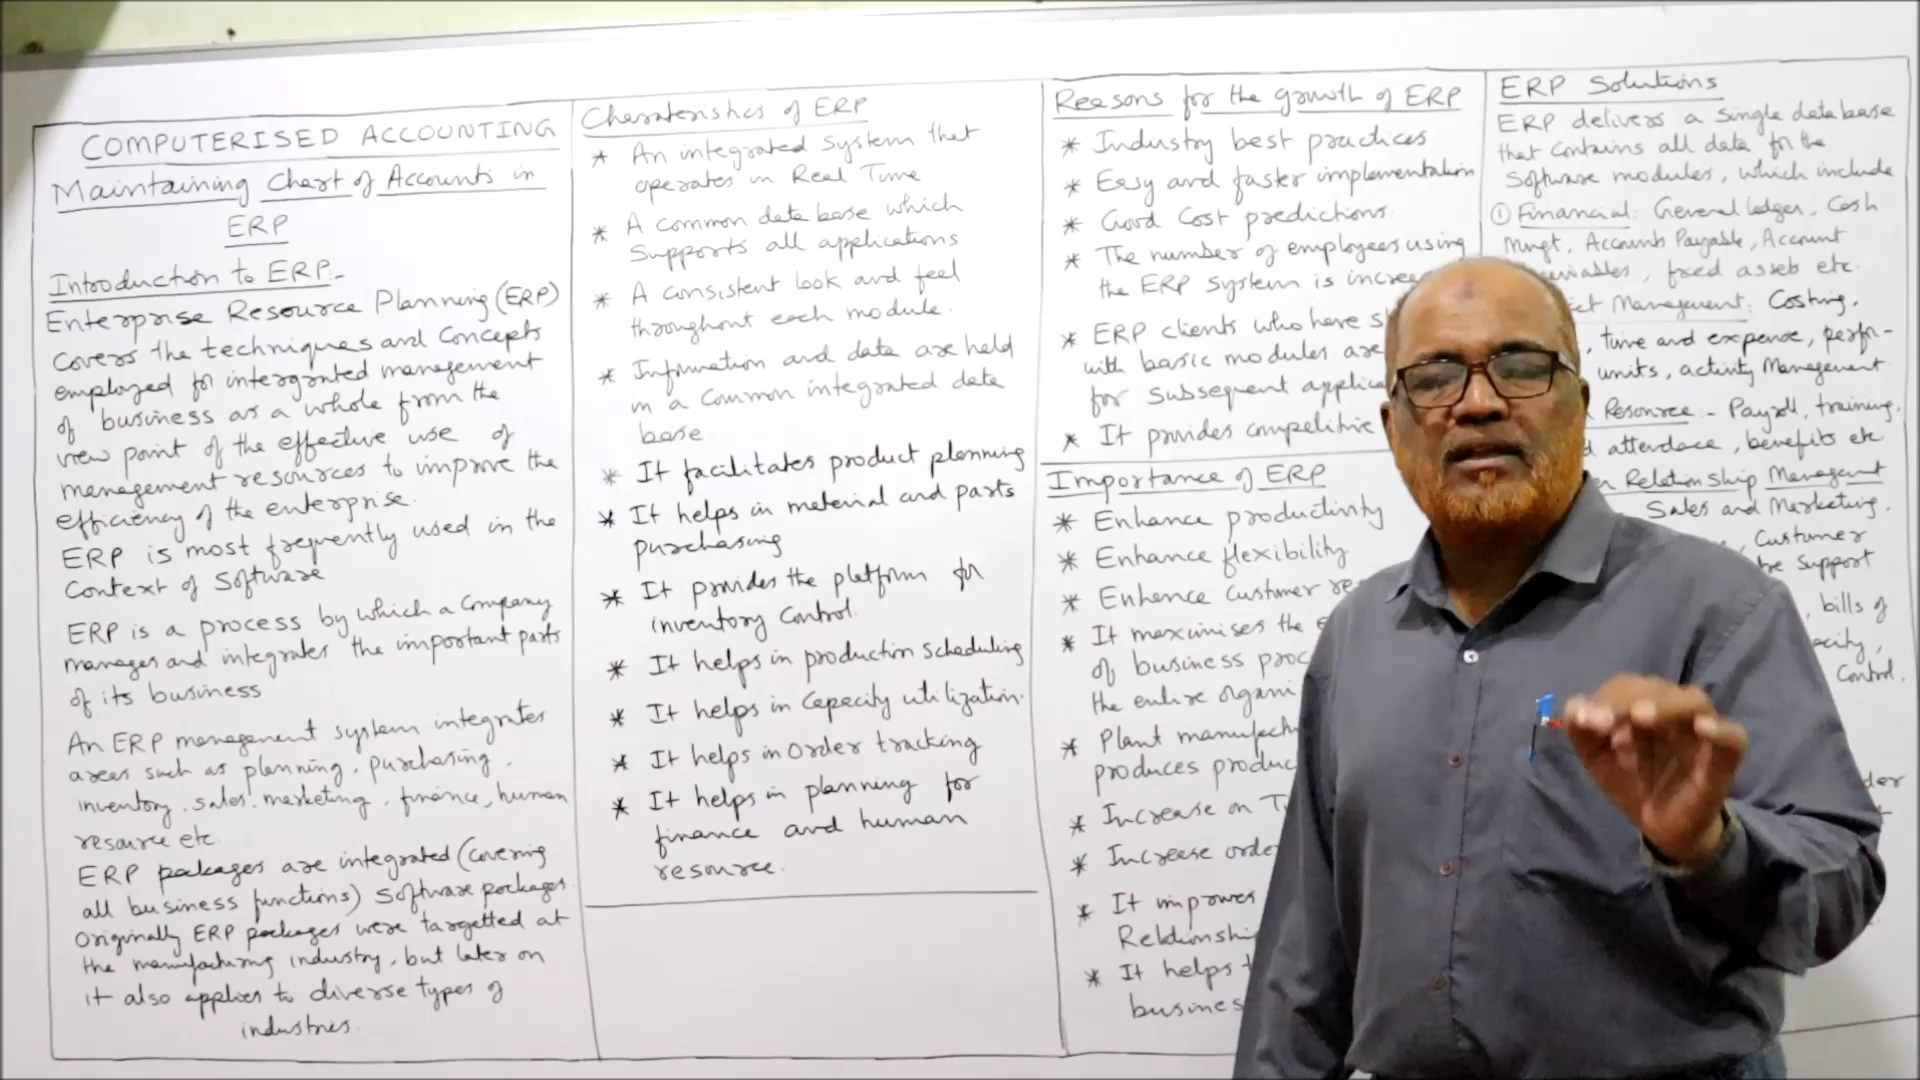 COMPUTERISED ACCOUNTING
Maintaining Chart of Accounts in
ERP
Introduction to ERP:-
Enterprise Resource Planning (ERP)
Covers the techniques and Concepts
employed for intergrated management
of business as a whole from the
view point of the effective use of
management resources to improve the
efficiency of the enterprise.
ERP is most frequently used in the
Context of Software
ERP is a process by which a Company
manages and integrates the important parts
of its business
An ERP management system integrates
areas such as planning, purchasing,
inventory, sales, marketing, finance, human
resource etc.
ERP packages are integrated (covering
all business functions) Software packages.
Originally ERP packages were targetted at
the manufacturing industry, but later on
it also applies to diverse types of
industries.
Charateristics of ERP
* An integrated System that
operates in Real Time
* A common data base which
Supports all applications.
* A consistent look and feel
throughout each module.
* Information and data are held
in a Common integrated data
base.
* It facilitates product planning
* It helps in material and parts
purchasing
* It provides the platform for
inventory Control.
* It helps in production scheduling
* It helps in Capacity utilization.
* It helps in Order tracking
* It helps in planning for
finance and human
resource.
Reasons for the growth of ERP
* Industry best practices
* Easy and faster implementation
* Good Cost predictions.
* The number of employees using
the ERP System is increa
* ERP clients who have s
with basic modules are
for subsequent applica
* It provides competitive
Importance of ERP
* Enhance productivity
* Enhance flexibility
* Enhence customer re
* It maximises the e
of business proc
the entire organi
* Plant manufactu
produces produc
* Increase on T
* Increase orde
* It improves
Relationshi
* It helps t
business
ERP Solutions
ERP delivers a Single data base
that Contains all data for the
Software modules, which include
① Financial: General ledger, Cash
Mngt, Accounts Payable, Account
fixed assets etc.
Management: Costing,
, time and expense, perfor-
units, activity Management
Resource - Payroll, training,
attendace, benefits etc
Relationship Managemnt
Sales and Marketing,
, Customer
Support
, bills of
,
Control.